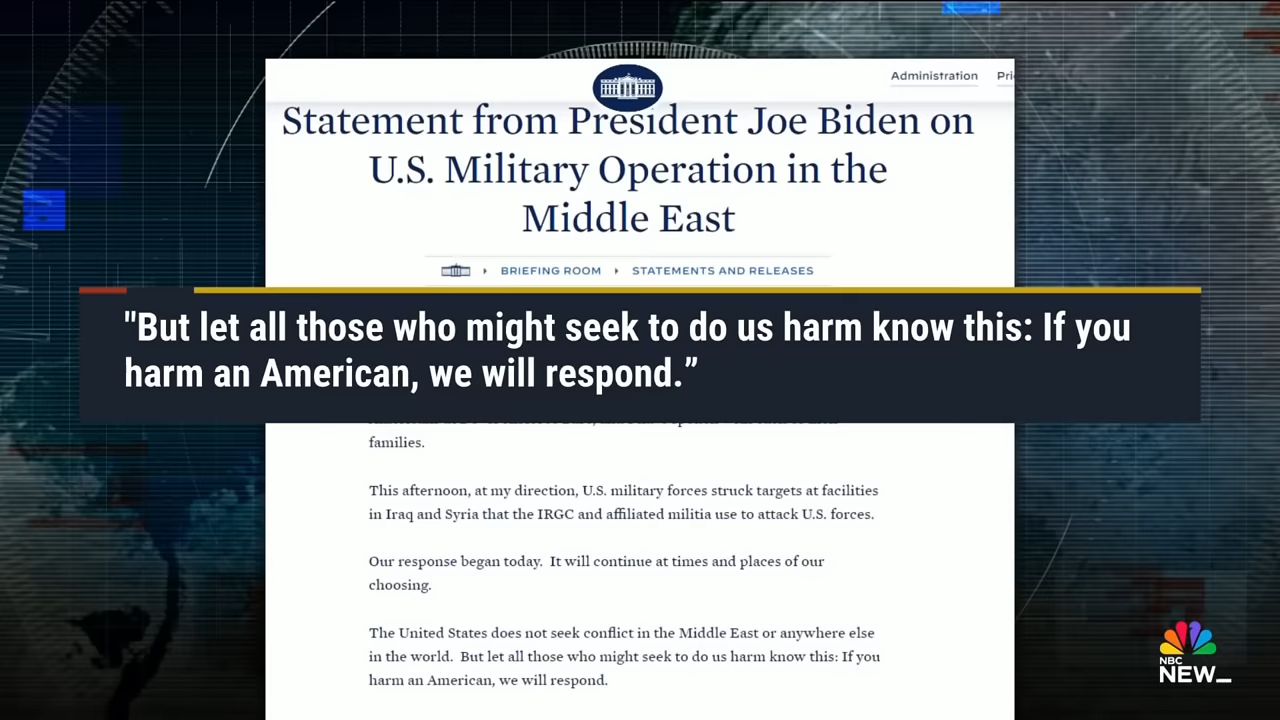 Administration
Statement from President Joe Biden on
U.S. Military Operation in the
Middle East
BRIEFING ROOM STATEMENTS AND RELEASES
"But let all those who might seek to do us harm know this: If you
harm an American, we will respond.”
families.
This afternoon, at my direction, U.S. military forces struck targets at facilities
in Iraq and Syria that the IRGC and affiliated militia use to attack U.S. forces.
Our response began today.  It will continue at times and places of our
choosing.
The United States does not seek conflict in the Middle East or anywhere else
in the world.  But let all those who might seek to do us harm know this: If you
harm an American, we will respond.
NBC
NEW_